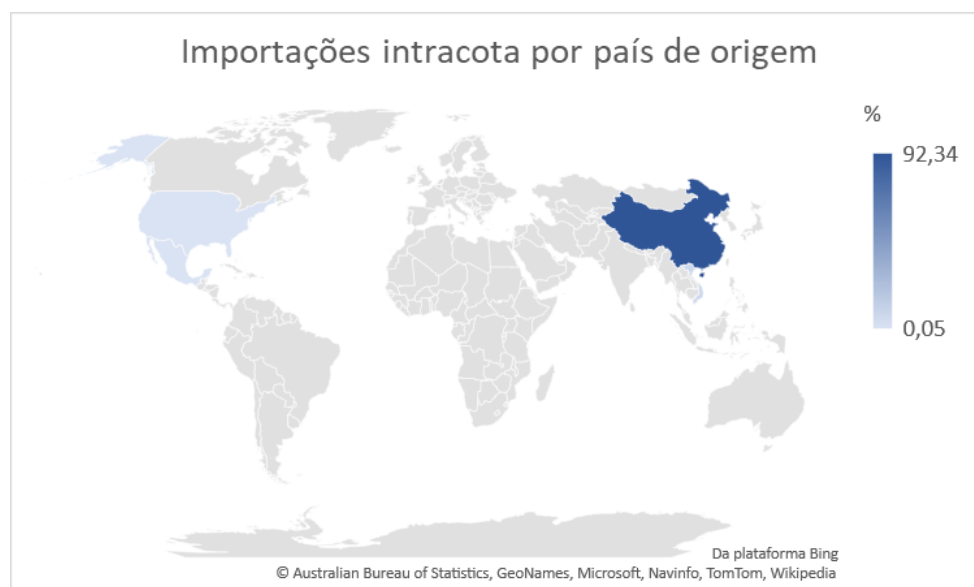 Importações intracota por país de origem
%
92,34
0,05
Da plataforma Bing
© Australian Bureau of Statistics, GeoNames, Microsoft, Navinfo, TomTom, Wikipedia